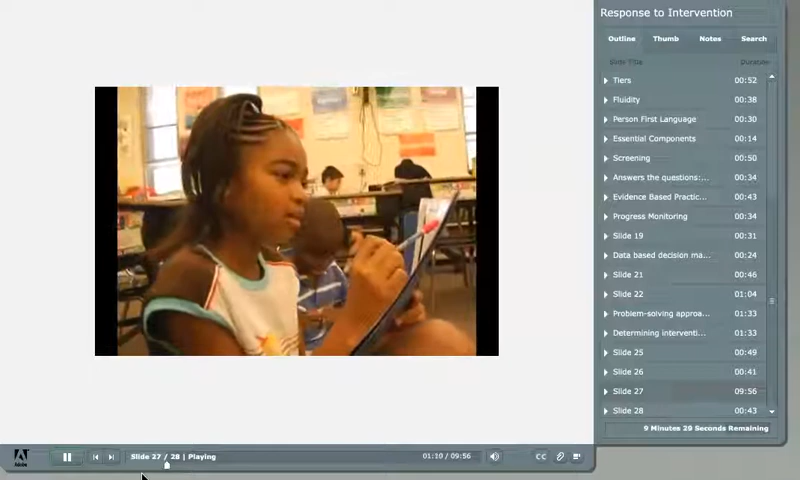 Response to Intervention
Outline Thumb Notes Search
Slide Title Duration
Tiers 00:52
Fluidity 00:38
Person First Language 00:30
Essential Components 00:14
Screening 00:50
Answers the questions:... 00:34
Evidence Based Practic... 00:43
Progress Monitoring 00:34
Slide 19 00:31
Data based decision ma... 00:24
Slide 21 00:46
Slide 22 01:04
Problem-solving approa... 01:33
Determining interventi... 01:33
Slide 25 00:49
Slide 26 00:41
Slide 27 09:56
Slide 28 00:43
9 Minutes 29 Seconds Remaining
Adobe
Slide 27 / 28 | Playing
01:10 / 09:56
CC